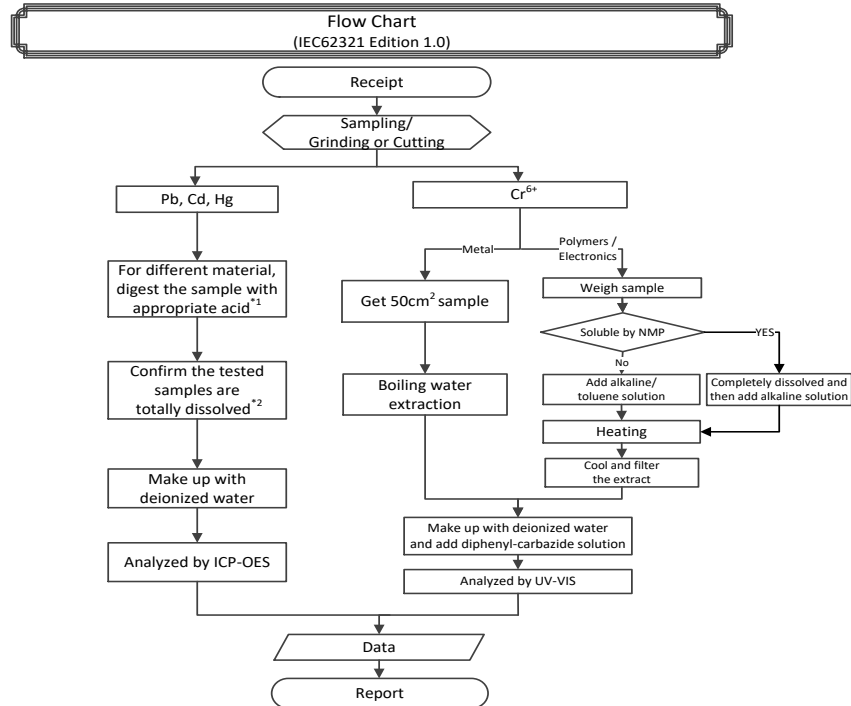 Flow Chart
(IEC62321 Edition 1.0)
Receipt
Sampling/
Grinding or Cutting
Pb, Cd, Hg
For different material,
digest the sample with
appropriate acid*1
Confirm the tested
samples are
totally dissolved*2
Make up with
deionized water
Analyzed by ICP-OES
Cr6+
Metal
Get 50cm2 sample
Boiling water
extraction
Polymers /
Electronics
Weigh sample
Soluble by NMP
YES
No
Add alkaline/
toluene solution
Completely dissolved and
then add alkaline solution
Heating
Cool and filter
the extract
Make up with deionized water
and add diphenyl-carbazide solution
Analyzed by UV-VIS
Data
Report